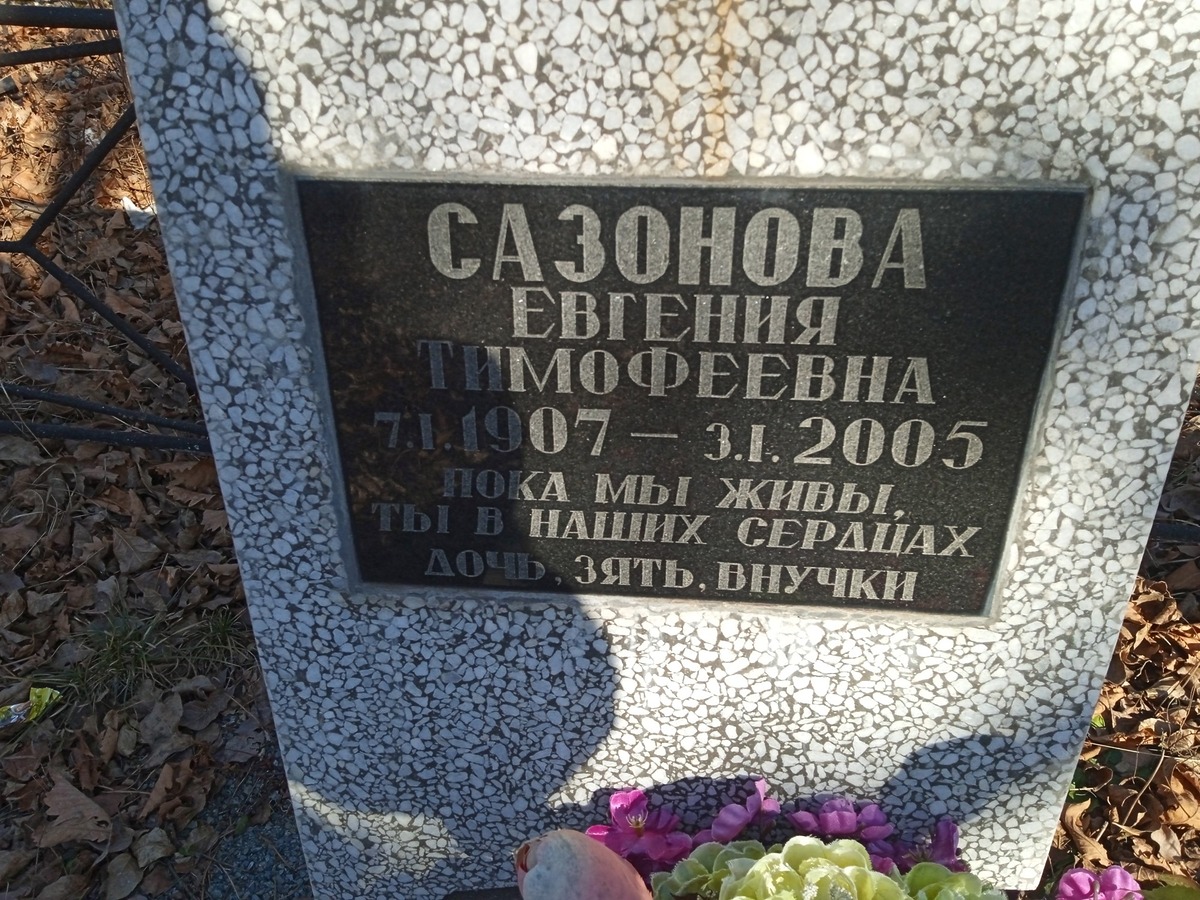 САЗОНОВА
ЕВГЕНИЯ
ТИМОФЕЕВНА
7.I.1907 — 3.I.2005
ПОКА МЫ ЖИВЫ,
ТЫ В НАШИХ СЕРДЦАХ
ДОЧЬ, ЗЯТЬ, ВНУЧКИ